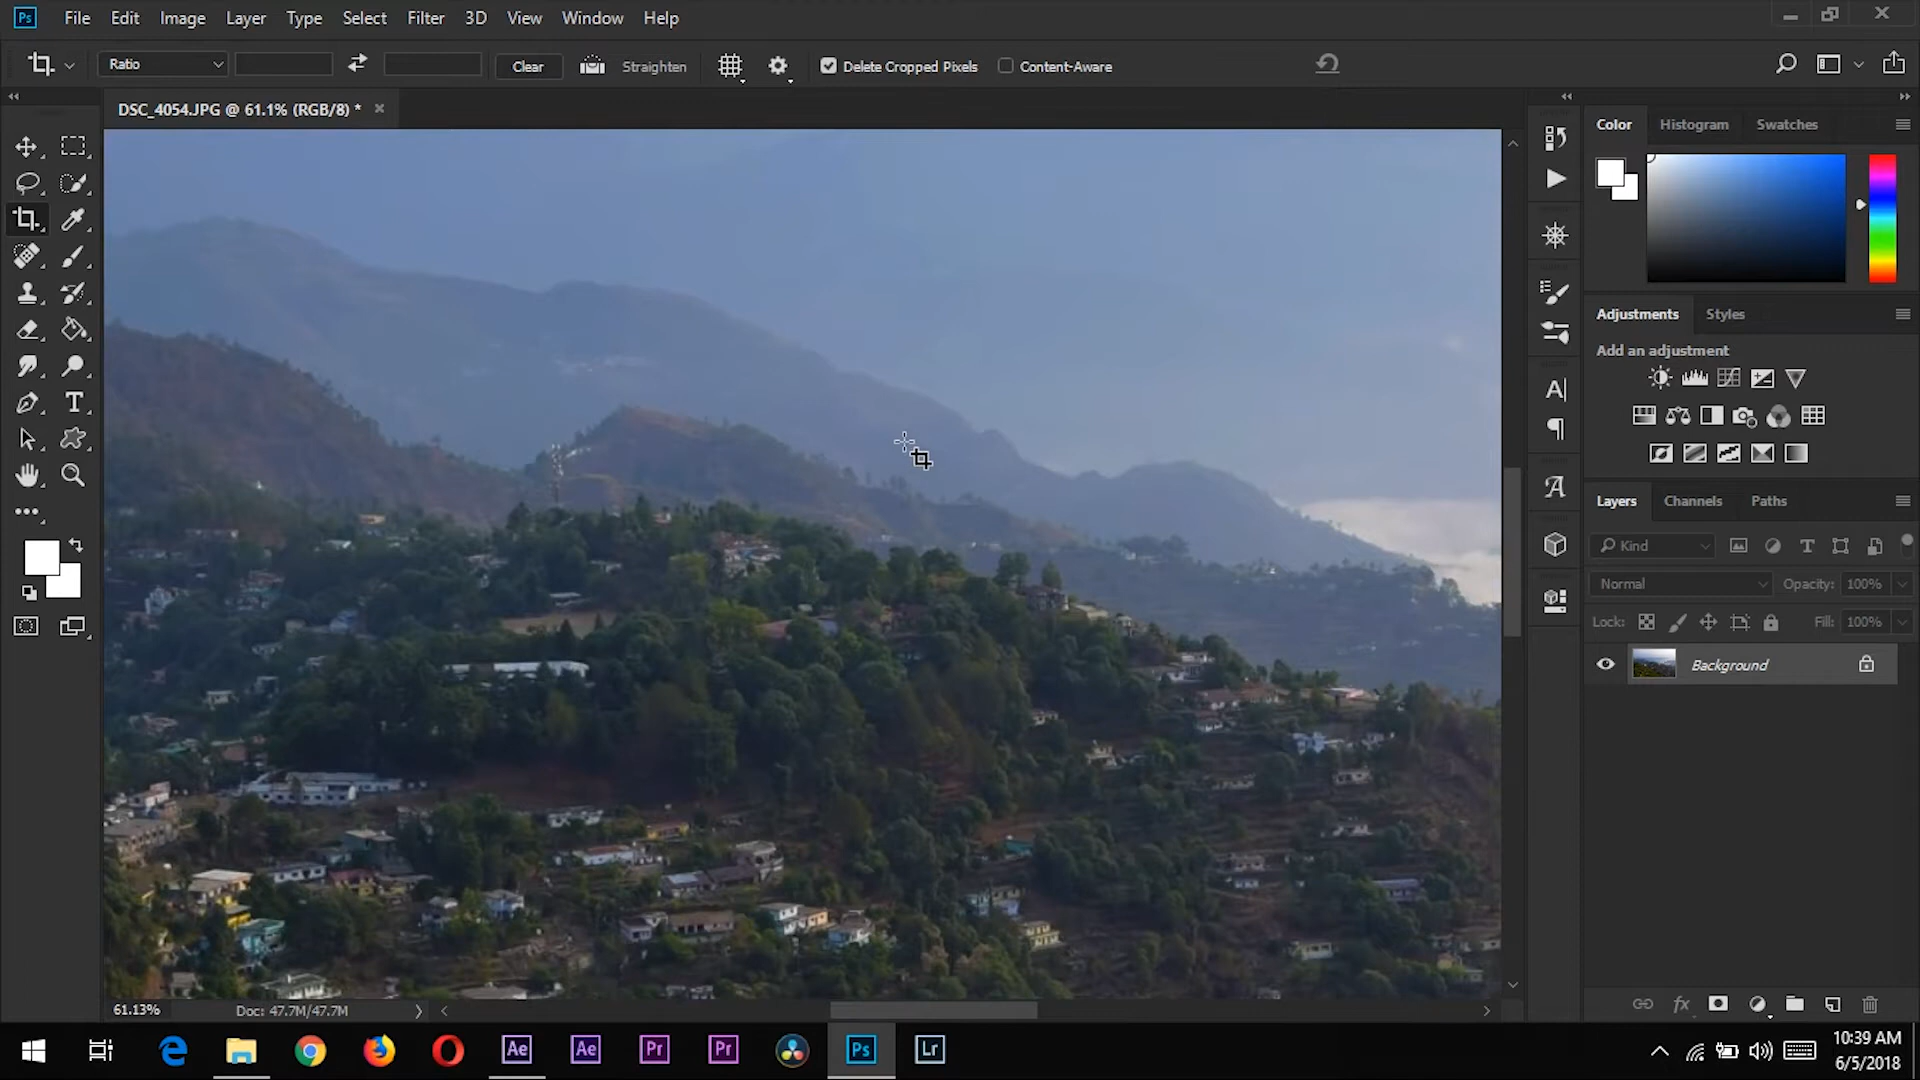 Ps File Edit Image Layer Type Select Filter 3D View Window Help
Ratio Clear Straighten Delete Cropped Pixels Content-Aware
DSC_4054.JPG @ 61.1% (RGB/8) *
Color Histogram Swatches
Adjustments Styles
Add an adjustment
Layers Channels Paths
Kind
Normal Opacity: 100%
Lock: Fill: 100%
Background
61.13% Doc: 47.7M/47.7M
Ae Ae Pr Pr Ps Lr
10:39 AM
6/5/2018